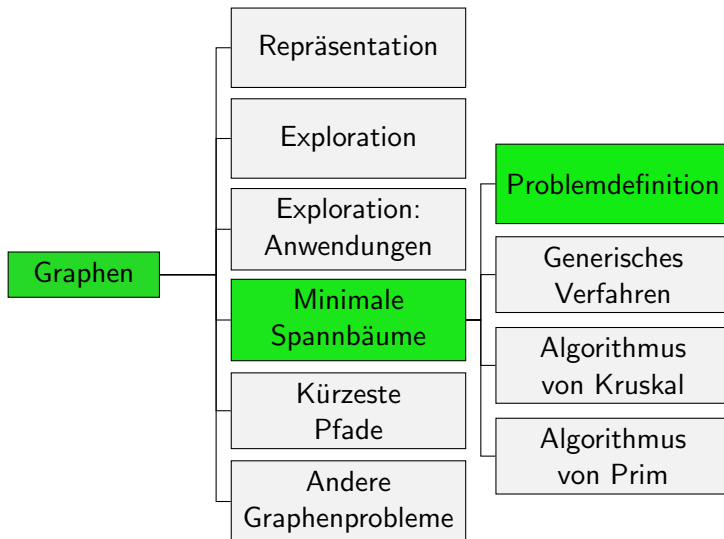 Graphen
Repräsentation
Exploration
Exploration:
Anwendungen
Minimale
Spannbäume
Kürzeste
Pfade
Andere
Graphenprobleme
Problemdefinition
Generisches
Verfahren
Algorithmus
von Kruskal
Algorithmus
von Prim